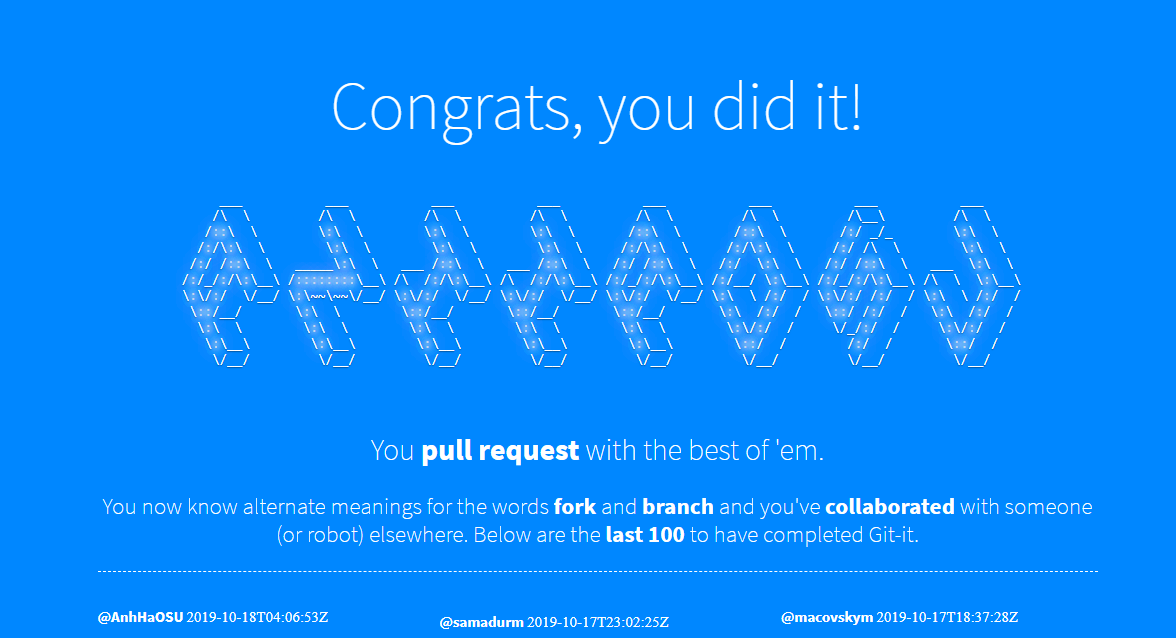 Congrats, you did it!
You pull request with the best of 'em.
You now know alternate meanings for the words fork and branch and you've collaborated with someone
(or robot) elsewhere. Below are the last 100 to have completed Git-it.
@AnhHaOSU 2019-10-18T04:06:53Z
@samadurm 2019-10-17T23:02:25Z
@macovskym 2019-10-17T18:37:28Z